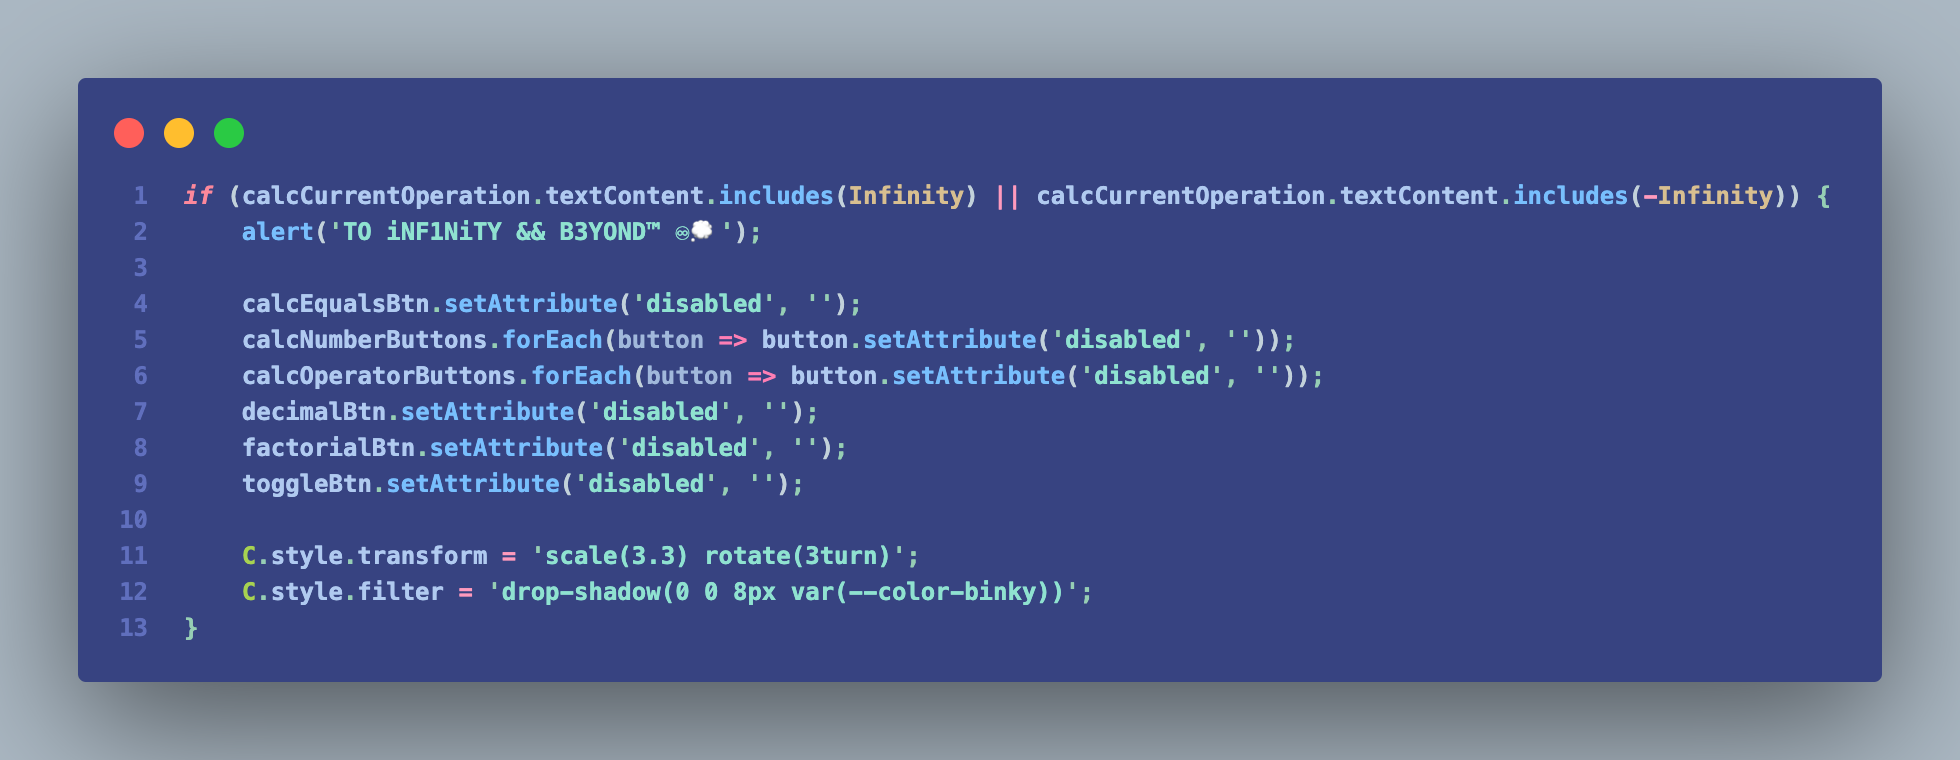 1 if (calcCurrentOperation.textContent.includes(Infinity) || calcCurrentOperation.textContent.includes(-Infinity)) {
2 alert('TO iNF1NiTY && B3YOND™ ♾💭 ');
3
4 calcEqualsBtn.setAttribute('disabled', '');
5 calcNumberButtons.forEach(button => button.setAttribute('disabled', ''));
6 calcOperatorButtons.forEach(button => button.setAttribute('disabled', ''));
7 decimalBtn.setAttribute('disabled', '');
8 factorialBtn.setAttribute('disabled', '');
9 toggleBtn.setAttribute('disabled', '');
10
11 C.style.transform = 'scale(3.3) rotate(3turn)';
12 C.style.filter = 'drop-shadow(0 0 8px var(--color-binky))';
13 }